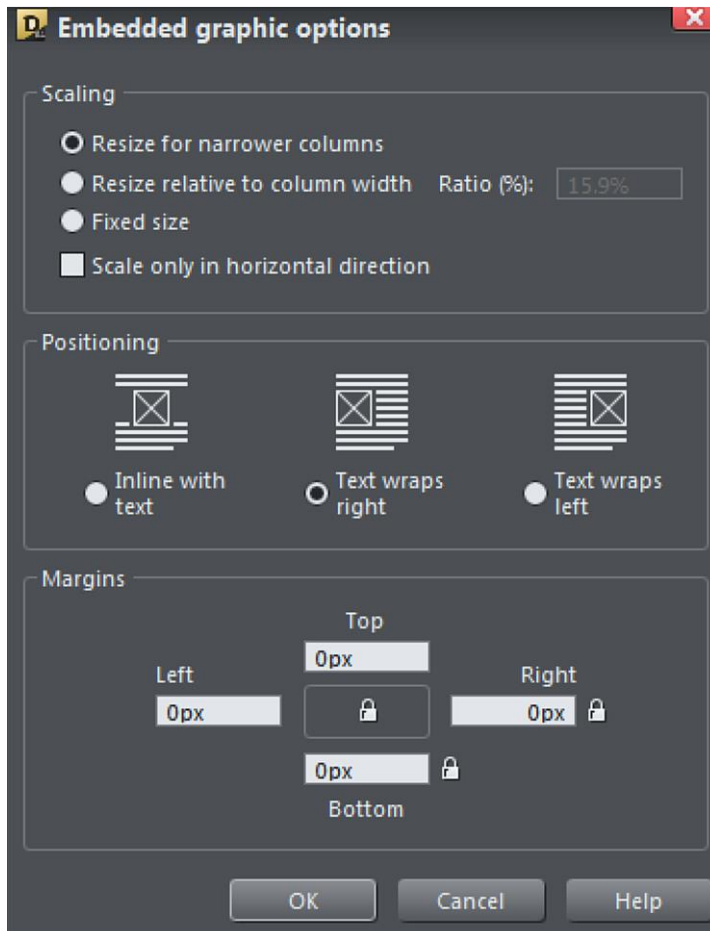 Embedded graphic options
Scaling
Resize for narrower columns
Resize relative to column width Ratio (%): 15.9%
Fixed size
Scale only in horizontal direction
Positioning
Inline with
text
Text wraps
right
Text wraps
left
Margins
Top
0px
Left
0px
Right
0px
0px
Bottom
OK Cancel Help